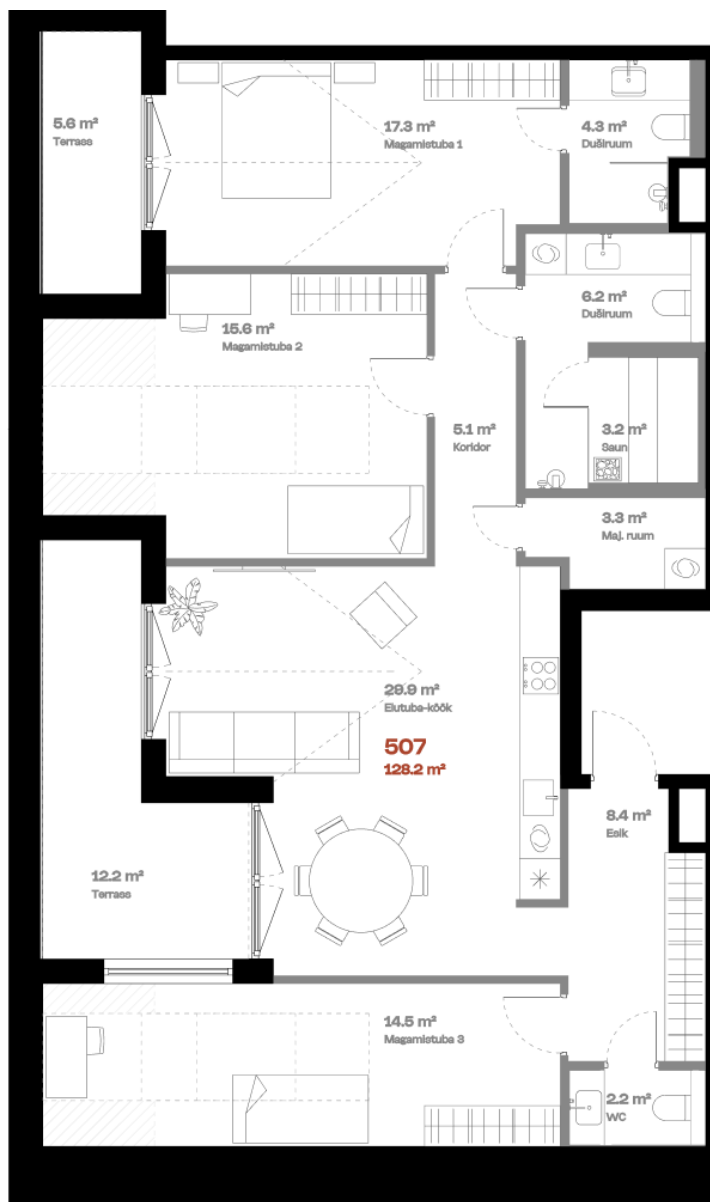 5.6 m²
Terrass
17.3 m²
Magamistuba 1
4.3 m²
Duširuum
15.6 m²
Magamistuba 2
6.2 m²
Duširuum
5.1 m²
Koridor
3.2 m²
Saun
3.3 m²
Maj. ruum
29.9 m²
Elutuba-köök
507
128.2 m²
8.4 m²
Esik
12.2 m²
Terrass
14.5 m²
Magamistuba 3
2.2 m²
WC